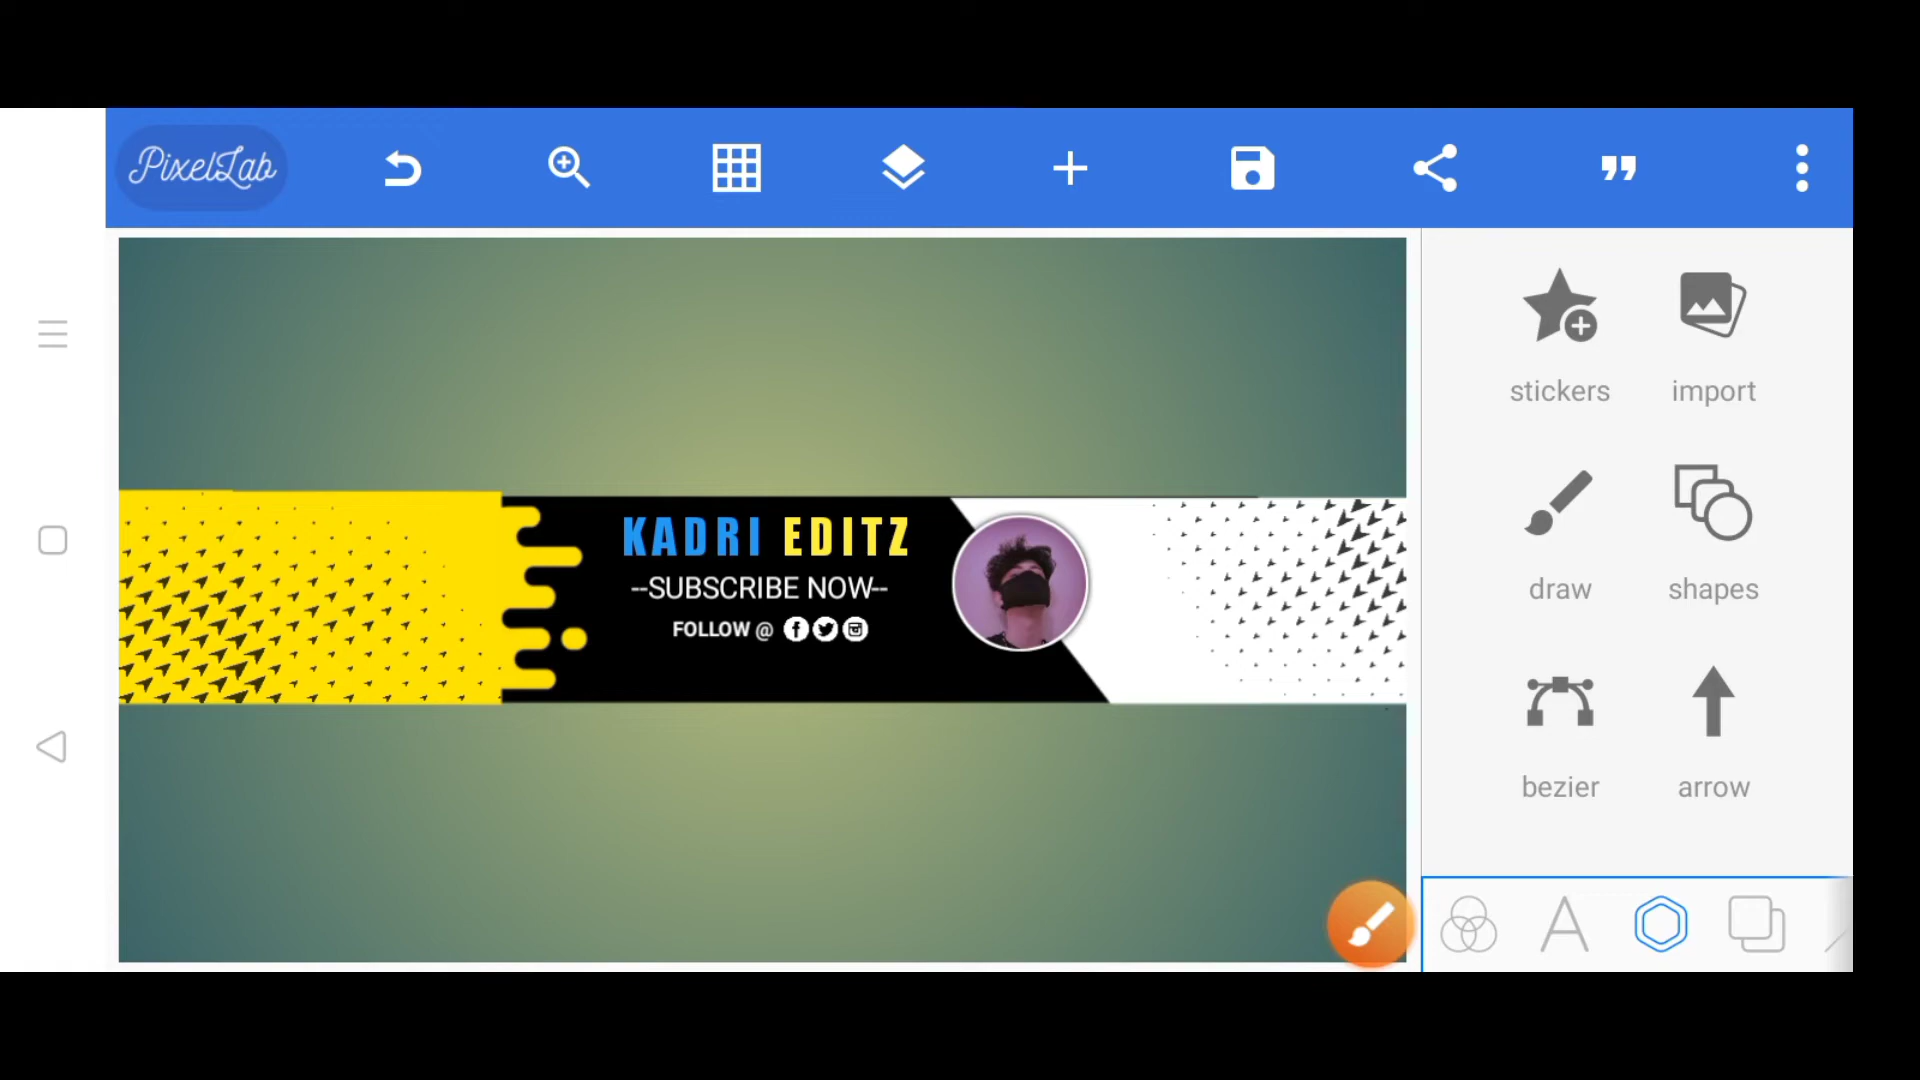 PixelLab
stickers
import
KADRI EDITZ
--SUBSCRIBE NOW--
FOLLOW @
draw
shapes
bezier
arrow